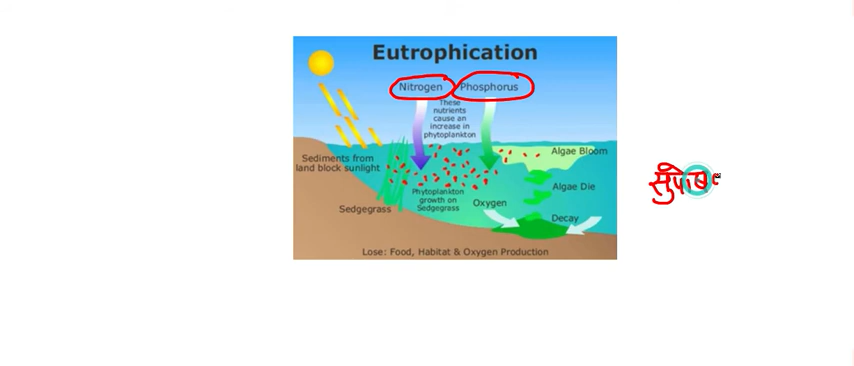 Eutrophication
Nitrogen
Phosphorus
These
nutrients
cause an
increase in
phytoplankton
Sediments from
land block sunlight
Algae Bloom
Phytoplankton
growth on
Sedgegrass
Algae Die
Sedgegrass
Oxygen
Decay
Lose: Food, Habitat & Oxygen Production